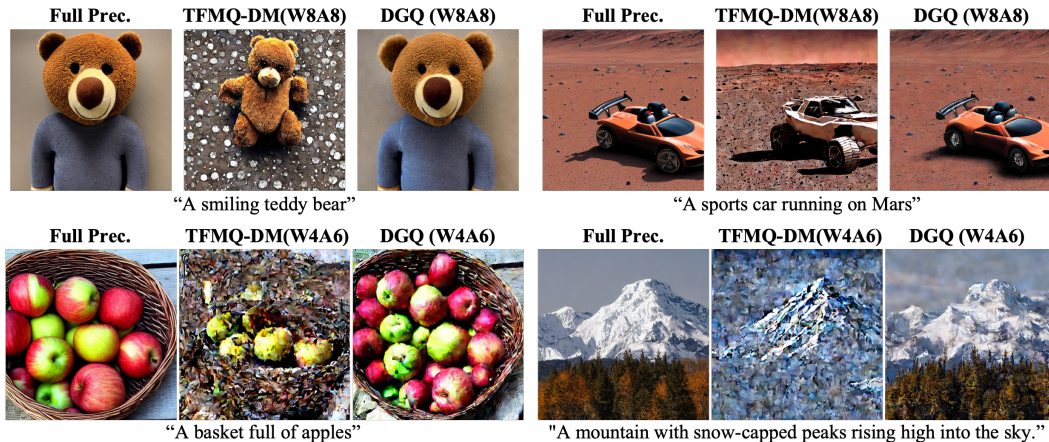 Full Prec. TFMQ-DM(W8A8) DGQ (W8A8)
“A smiling teddy bear”
Full Prec. TFMQ-DM(W8A8) DGQ (W8A8)
“A sports car running on Mars”
Full Prec. TFMQ-DM(W4A6) DGQ (W4A6)
“A basket full of apples”
Full Prec. TFMQ-DM(W4A6) DGQ (W4A6)
"A mountain with snow-capped peaks rising high into the sky.”